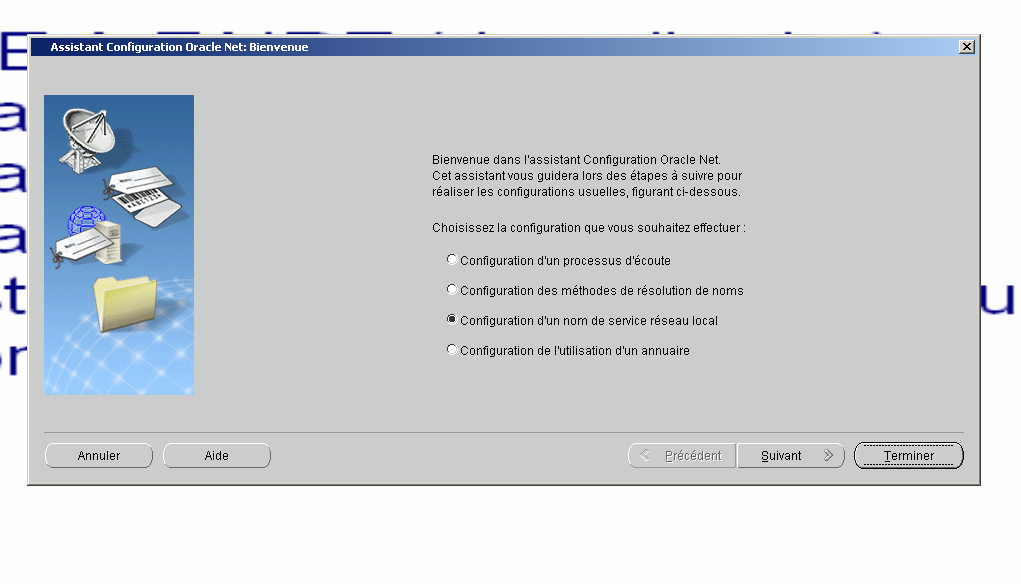 Assistant Configuration Oracle Net: Bienvenue
Bienvenue dans l'assistant Configuration Oracle Net.
Cet assistant vous guidera lors des étapes à suivre pour
réaliser les configurations usuelles, figurant ci-dessous.
Choisissez la configuration que vous souhaitez effectuer :
Configuration d'un processus d'écoute
Configuration des méthodes de résolution de noms
Configuration d'un nom de service réseau local
Configuration de l'utilisation d'un annuaire
Annuler Aide Précédent Suivant Terminer